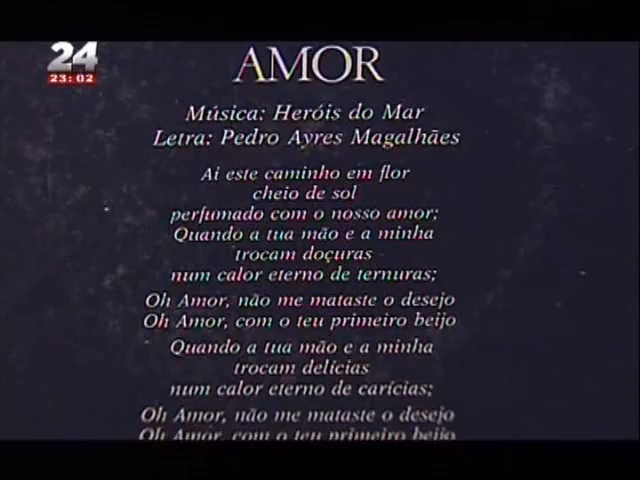 24
23:02
AMOR
Música: Heróis do Mar
Letra: Pedro Ayres Magalhães
Ai este caminho em flor
cheio de sol
perfumado com o nosso amor;
Quando a tua mão e a minha
trocam doçuras
num calor eterno de ternuras;
Oh Amor, não me mataste o desejo
Oh Amor, com o teu primeiro beijo
Quando a tua mão e a minha
trocam delícias
num calor eterno de carícias;
Oh Amor, não me mataste o desejo
Oh Amor, com o teu primeiro beijo